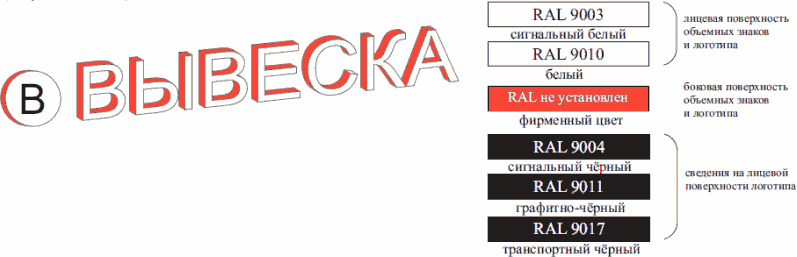 В
ВЫВЕСКА
RAL 9003
сигнальный белый
RAL 9010
белый
лицевая поверхность
объемных знаков
и логотипа
RAL не установлен
фирменный цвет
боковая поверхность
объемных знаков
и логотипа
RAL 9004
сигнальный чёрный
RAL 9011
графитно-чёрный
RAL 9017
транспортный чёрный
сведения на лицевой
поверхности логотипа